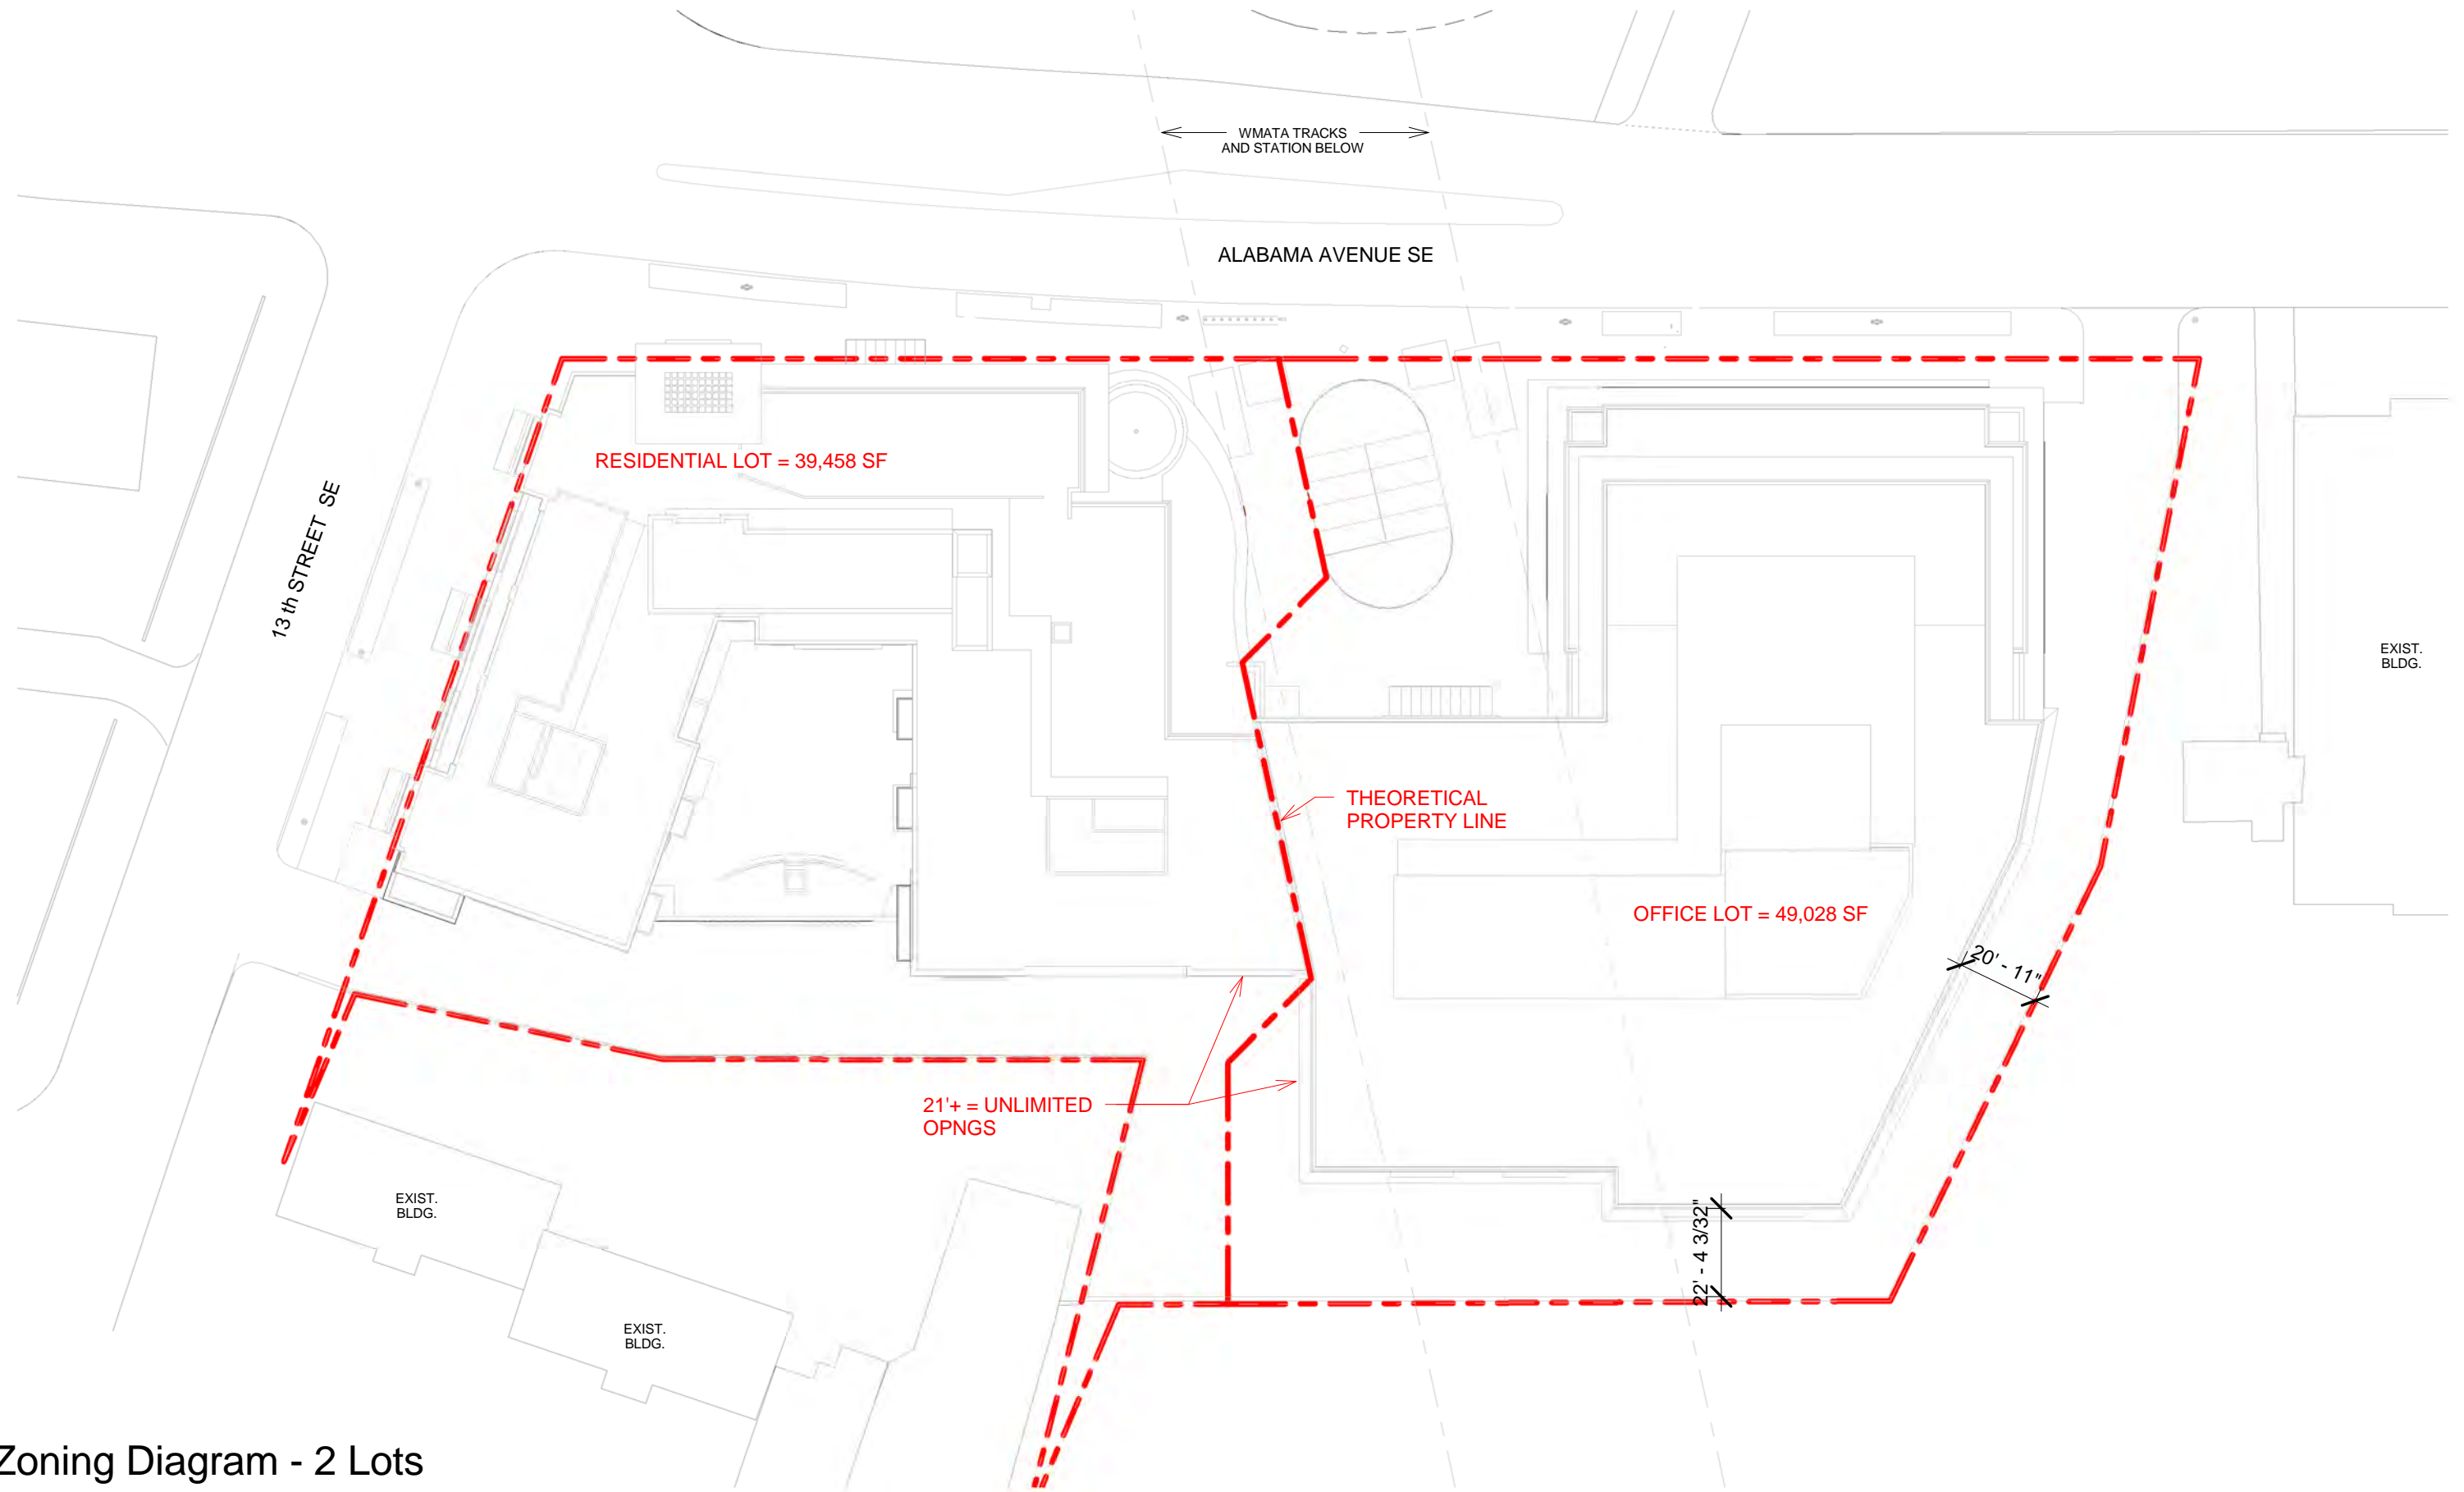 WMATA TRACKS
AND STATION BELOW
ALABAMA AVENUE SE
RESIDENTIAL LOT = 39,458 SF
13 th STREET SE
EXIST.
BLDG.
THEORETICAL
PROPERTY LINE
OFFICE LOT = 49,028 SF
20' - 11"
21'+ = UNLIMITED
OPNGS
EXIST.
BLDG.
22' - 4 3/32"
EXIST.
BLDG.
Zoning Diagram - 2 Lots